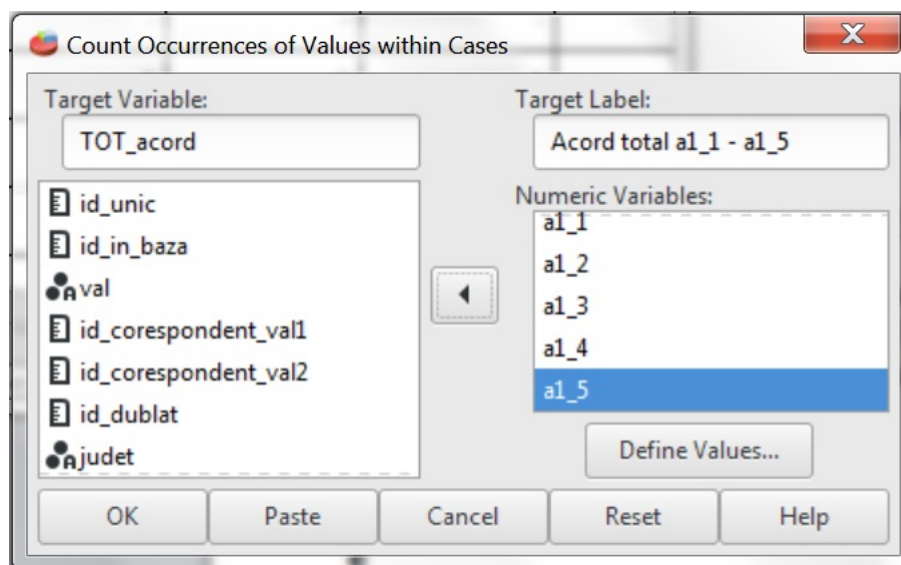 Count Occurrences of Values within Cases
Target Variable:
TOT_acord
Target Label:
Acord total a1_1 - a1_5
id_unic
id_in_baza
val
id_corespondent_val1
id_corespondent_val2
id_dublat
judet
Numeric Variables:
a1_1
a1_2
a1_3
a1_4
a1_5
Define Values...
OK
Paste
Cancel
Reset
Help